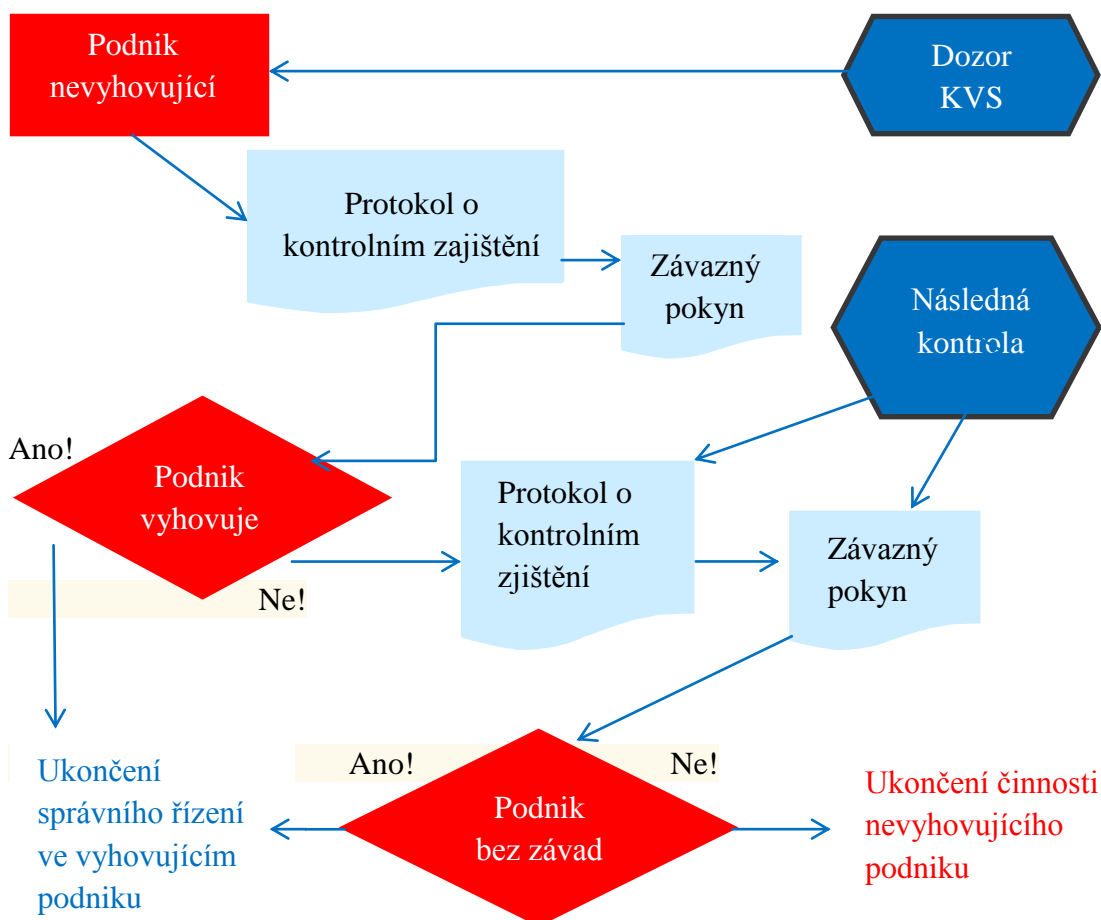 Podnik
nevyhovující
Dozor
KVS
Protokol o
kontrolním zajištění
Závazný
pokyn
Následná
kontrola
Ano!
Podnik
vyhovuje
Ne!
Protokol o
kontrolním
zjištění
Závazný
pokyn
Ano!
Ne!
Podnik
bez závad
Ukončení
správního řízení
ve vyhovujícím
podniku
Ukončení činnosti
nevyhovujícího
podniku